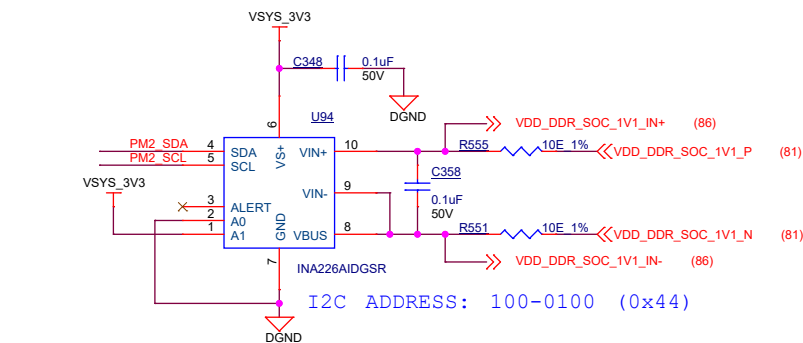 VSYS_3V3
C348 0.1uF
50V
DGND
U94
6
VS+
VDD_DDR_SOC_1V1_IN+ (86)
PM2_SDA 4 SDA VIN+ 10 R555 10E_1% VDD_DDR_SOC_1V1_P (81)
PM2_SCL 5 SCL
C358
VSYS_3V3
VIN- 9
0.1uF
50V
3 ALERT
2 A0
1 A1
GND
VBUS 8 R551 10E_1% VDD_DDR_SOC_1V1_N (81)
7
INA226AIDGSR
VDD_DDR_SOC_1V1_IN- (86)
I2C ADDRESS: 100-0100 (0x44)
DGND